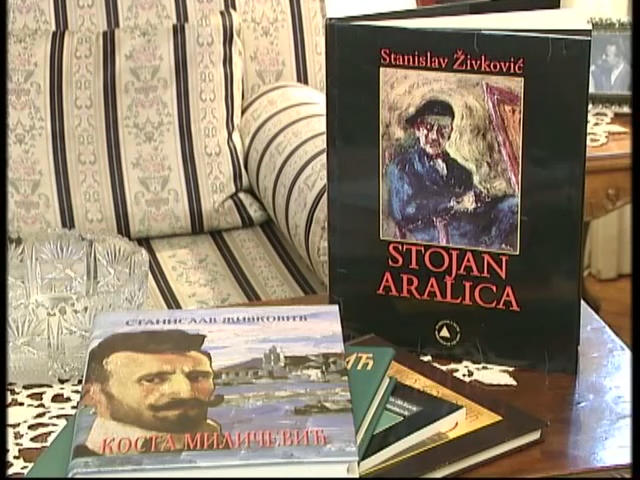 Stanislav Živković
STOJAN
ARALICA
СТАНИСЛАВ ЖИВКОВИЋ
КОСТА МИЛИЧЕВИЋ